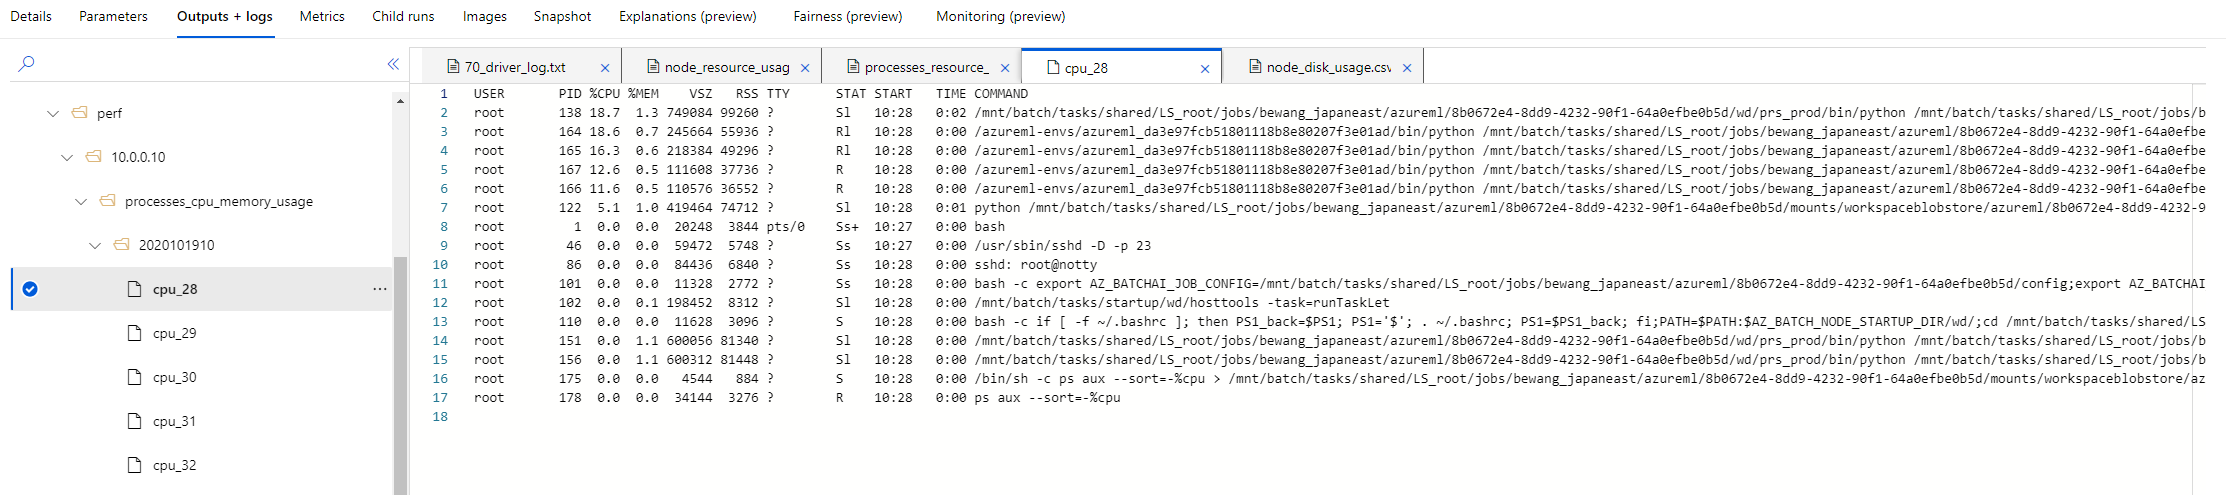 Details Parameters Outputs + logs Metrics Child runs Images Snapshot Explanations (preview) Fairness (preview) Monitoring (preview)
70_driver_log.txt node_resource_usag processes_resource_ cpu_28 node_disk_usage.csv
perf
10.0.0.10
processes_cpu_memory_usage
2020101910
cpu_28
cpu_29
cpu_30
cpu_31
cpu_32
1 USER PID %CPU %MEM VSZ RSS TTY STAT START TIME COMMAND
2 root 138 18.7 1.3 749084 99260 ? Sl 10:28 0:02 /mnt/batch/tasks/shared/LS_root/jobs/bewang_japaneast/azureml/8b0672e4-8dd9-4232-90f1-64a0efbe0b5d/wd/prs_prod/bin/python /mnt/batch/tasks/shared/LS_root/jobs/b
3 root 164 18.6 0.7 245664 55936 ? Rl 10:28 0:00 /azureml-envs/azureml_da3e97fcb51801118b8e80207f3e01ad/bin/python /mnt/batch/tasks/shared/LS_root/jobs/bewang_japaneast/azureml/8b0672e4-8dd9-4232-90f1-64a0efbe
4 root 165 16.3 0.6 218384 49296 ? Rl 10:28 0:00 /azureml-envs/azureml_da3e97fcb51801118b8e80207f3e01ad/bin/python /mnt/batch/tasks/shared/LS_root/jobs/bewang_japaneast/azureml/8b0672e4-8dd9-4232-90f1-64a0efbe
5 root 167 12.6 0.5 111608 37736 ? R 10:28 0:00 /azureml-envs/azureml_da3e97fcb51801118b8e80207f3e01ad/bin/python /mnt/batch/tasks/shared/LS_root/jobs/bewang_japaneast/azureml/8b0672e4-8dd9-4232-90f1-64a0efbe
6 root 166 11.6 0.5 110576 36552 ? R 10:28 0:00 /azureml-envs/azureml_da3e97fcb51801118b8e80207f3e01ad/bin/python /mnt/batch/tasks/shared/LS_root/jobs/bewang_japaneast/azureml/8b0672e4-8dd9-4232-90f1-64a0efbe
7 root 122 5.1 1.0 419464 74712 ? Sl 10:28 0:01 python /mnt/batch/tasks/shared/LS_root/jobs/bewang_japaneast/azureml/8b0672e4-8dd9-4232-90f1-64a0efbe0b5d/mounts/workspaceblobstore/azureml/8b0672e4-8dd9-4232-9
8 root 1 0.0 0.0 20248 3844 pts/0 Ss+ 10:27 0:00 bash
9 root 46 0.0 0.0 59472 5748 ? Ss 10:27 0:00 /usr/sbin/sshd -D -p 23
10 root 86 0.0 0.0 84436 6840 ? Ss 10:28 0:00 sshd: root@notty
11 root 101 0.0 0.0 11328 2772 ? Ss 10:28 0:00 bash -c export AZ_BATCHAI_JOB_CONFIG=/mnt/batch/tasks/shared/LS_root/jobs/bewang_japaneast/azureml/8b0672e4-8dd9-4232-90f1-64a0efbe0b5d/config;export AZ_BATCHAI
12 root 102 0.0 0.1 198452 8312 ? Sl 10:28 0:00 /mnt/batch/tasks/startup/wd/hosttools -task=runTaskLet
13 root 110 0.0 0.0 11628 3096 ? S 10:28 0:00 bash -c if [ -f ~/.bashrc ]; then PS1_back=$PS1; PS1='$'; . ~/.bashrc; PS1=$PS1_back; fi;PATH=$PATH:$AZ_BATCH_NODE_STARTUP_DIR/wd/;cd /mnt/batch/tasks/shared/LS
14 root 151 0.0 1.1 600056 81340 ? Sl 10:28 0:00 /mnt/batch/tasks/shared/LS_root/jobs/bewang_japaneast/azureml/8b0672e4-8dd9-4232-90f1-64a0efbe0b5d/wd/prs_prod/bin/python /mnt/batch/tasks/shared/LS_root/jobs/b
15 root 156 0.0 1.1 600312 81448 ? Sl 10:28 0:00 /mnt/batch/tasks/shared/LS_root/jobs/bewang_japaneast/azureml/8b0672e4-8dd9-4232-90f1-64a0efbe0b5d/wd/prs_prod/bin/python /mnt/batch/tasks/shared/LS_root/jobs/b
16 root 175 0.0 0.0 4544 884 ? S 10:28 0:00 /bin/sh -c ps aux --sort=-%cpu > /mnt/batch/tasks/shared/LS_root/jobs/bewang_japaneast/azureml/8b0672e4-8dd9-4232-90f1-64a0efbe0b5d/mounts/workspaceblobstore/az
17 root 178 0.0 0.0 34144 3276 ? R 10:28 0:00 ps aux --sort=-%cpu
18